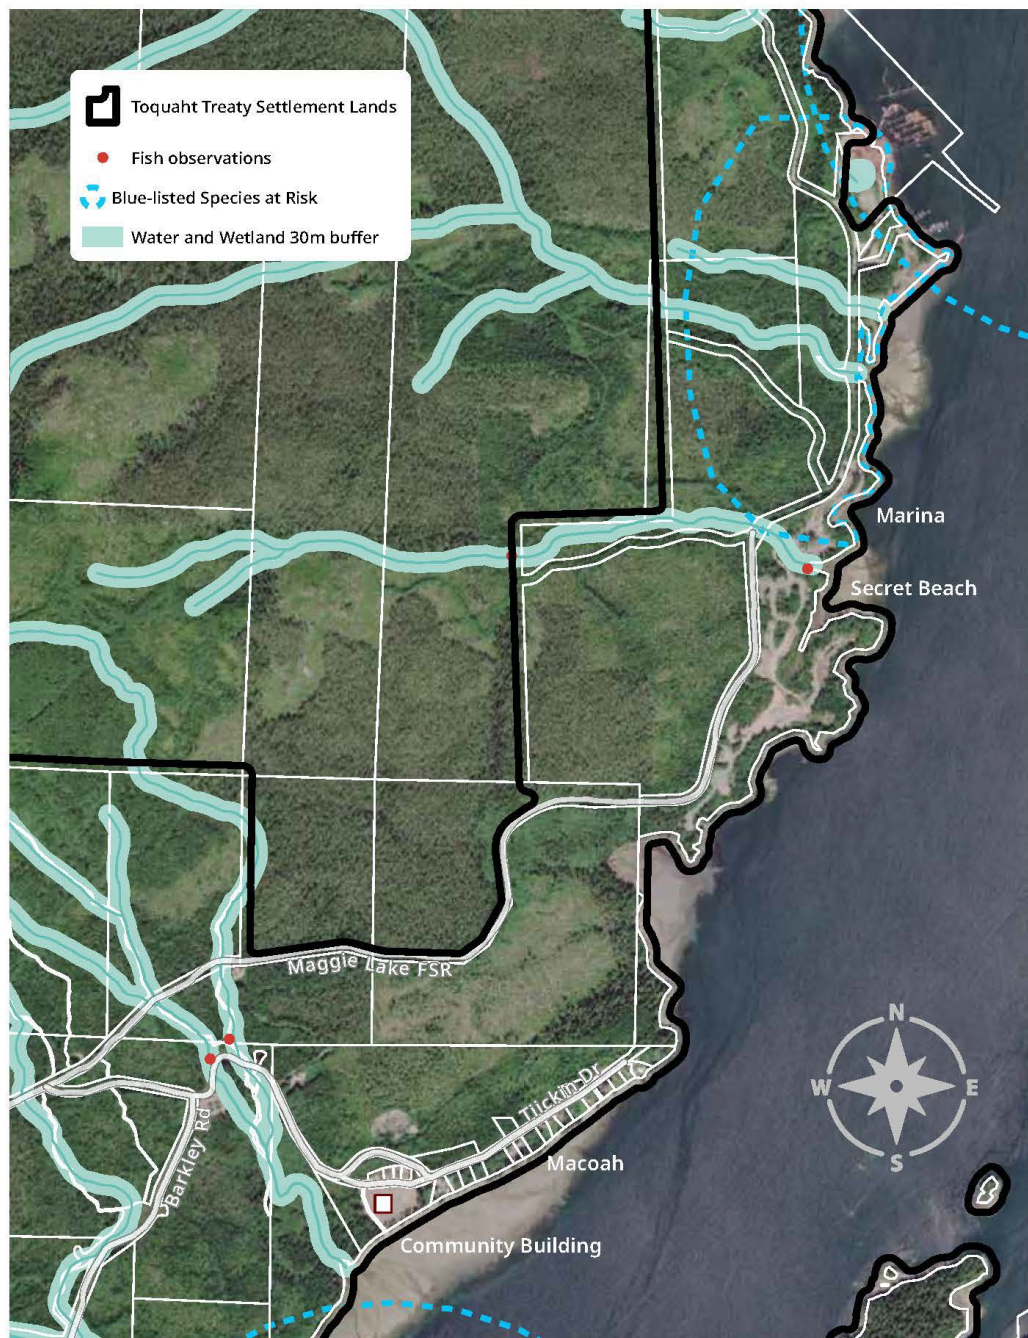 Toquaht Treaty Settlement Lands
Fish observations
Blue-listed Species at Risk
Water and Wetland 30m buffer
Marina
Secret Beach
Maggie Lake FSR
N
W E
S
Tiickin Dr
Barkley Rd
Macoah
Community Building